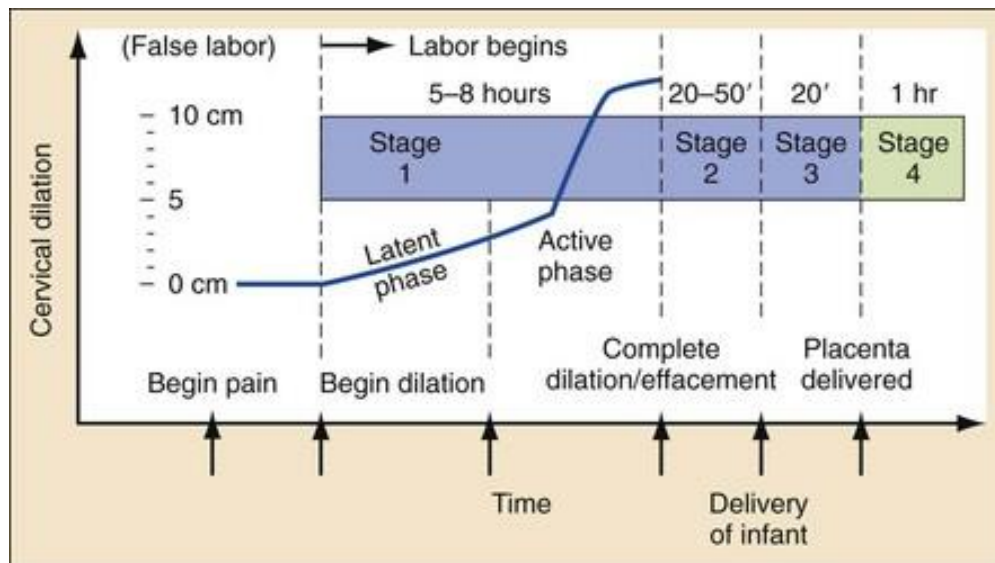 (False labor)
Labor begins
5–8 hours
20–50′
20′
1 hr
10 cm
5
0 cm
Cervical dilation
Stage
1
Stage
2
Stage
3
Stage
4
Latent
phase
Active
phase
Begin pain
Begin dilation
Complete
dilation/effacement
Placenta
delivered
Time
Delivery
of infant